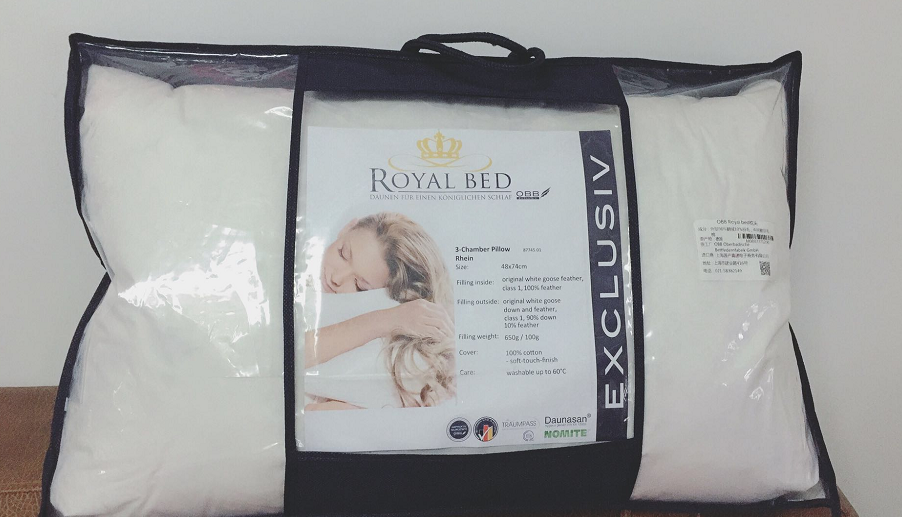 ROYAL BED
OBB
DAUNEN FÜR EINEN KÖNIGLICHEN SCHLAF
EXCLUSIV
3-Chamber Pillow
Rhein
Size: 48x74cm
Filling inside: original white goose feather,
class 1, 100% feather
Filling outside: original white goose
down and feather,
class 1, 90% down
10% feather
Filling weight: 650g / 100g
Cover: 100% cotton
- soft-touch-finish
Care: washable up to 60°C
TRAUMPASS
Daunasan®
NOMITE
OBB Royal bed